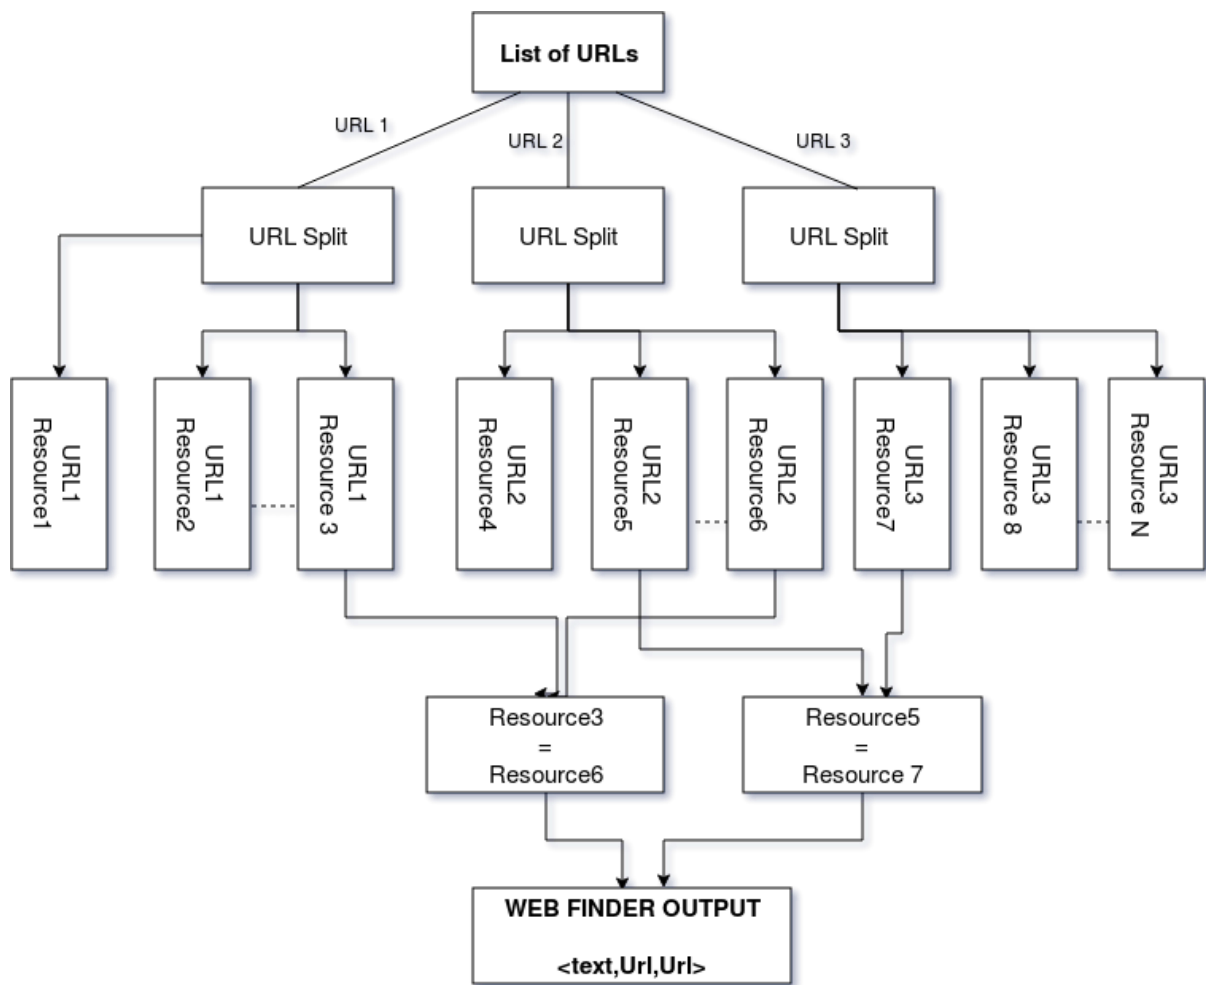 List of URLs
URL 1
URL 2
URL 3
URL Split
URL Split
URL Split
URL1
Resource1
URL1
Resource2
URL1
Resource 3
URL2
Resource4
URL2
Resource5
URL2
Resource6
URL3
Resource7
URL3
Resource 8
URL3
Resource N
Resource3
=
Resource6
Resource5
=
Resource 7
WEB FINDER OUTPUT
<text,Url,Url>